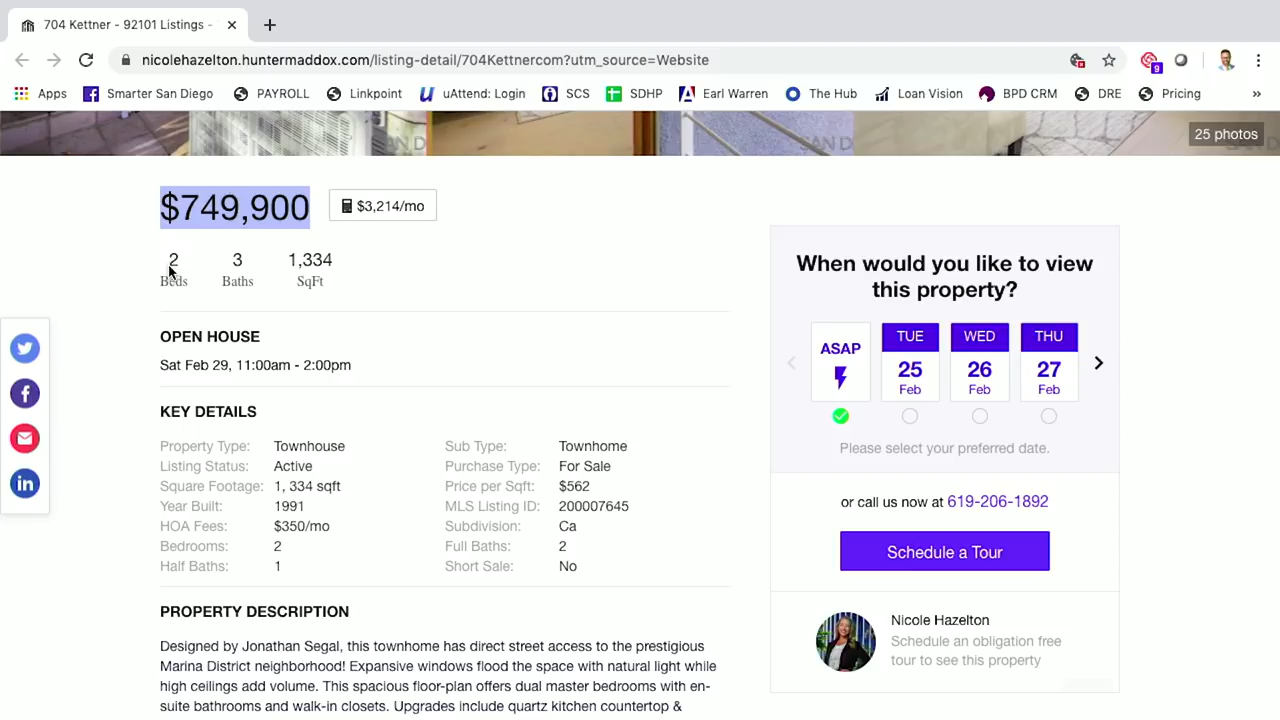 704 Kettner - 92101 Listings -
nicolehazelton.huntermaddox.com/listing-detail/704Kettnercom?utm_source=Website
9
Apps Smarter San Diego PAYROLL Linkpoint uAttend: Login SCS SDHP Earl Warren The Hub Loan Vision BPD CRM DRE Pricing »
25 photos
$749,900 $3,214/mo
2 3 1,334
Beds Baths SqFt
OPEN HOUSE
Sat Feb 29, 11:00am - 2:00pm
KEY DETAILS
Property Type: Townhouse Sub Type: Townhome
Listing Status: Active Purchase Type: For Sale
Square Footage: 1, 334 sqft Price per Sqft: $562
Year Built: 1991 MLS Listing ID: 200007645
HOA Fees: $350/mo Subdivision: Ca
Bedrooms: 2 Full Baths: 2
Half Baths: 1 Short Sale: No
PROPERTY DESCRIPTION
Designed by Jonathan Segal, this townhome has direct street access to the prestigious
Marina District neighborhood! Expansive windows flood the space with natural light while
high ceilings add volume. This spacious floor-plan offers dual master bedrooms with en-
suite bathrooms and walk-in closets. Upgrades include quartz kitchen countertop &
When would you like to view
this property?
ASAP TUE WED THU
25 26 27
Feb Feb Feb
Please select your preferred date.
or call us now at 619-206-1892
Schedule a Tour
Nicole Hazelton
Schedule an obligation free
tour to see this property